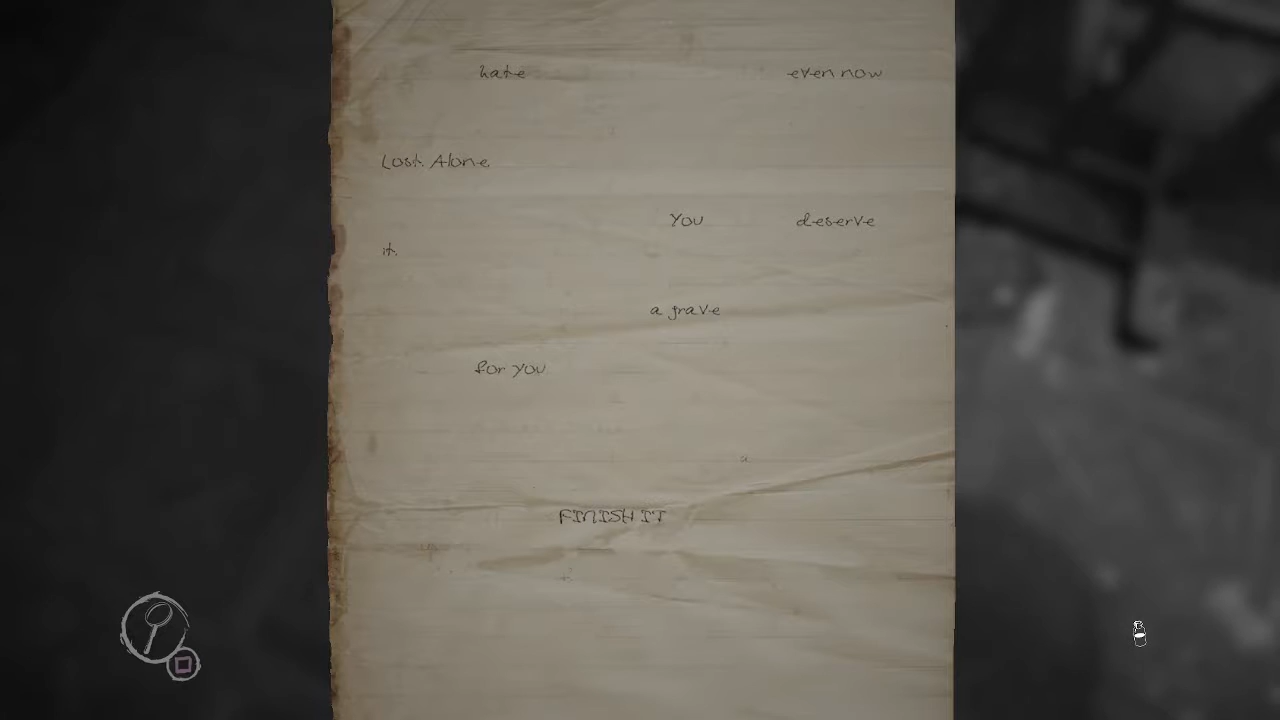 hate even now
Lost. Alone
You deserve
it.
a grave
for you
FINISH IT